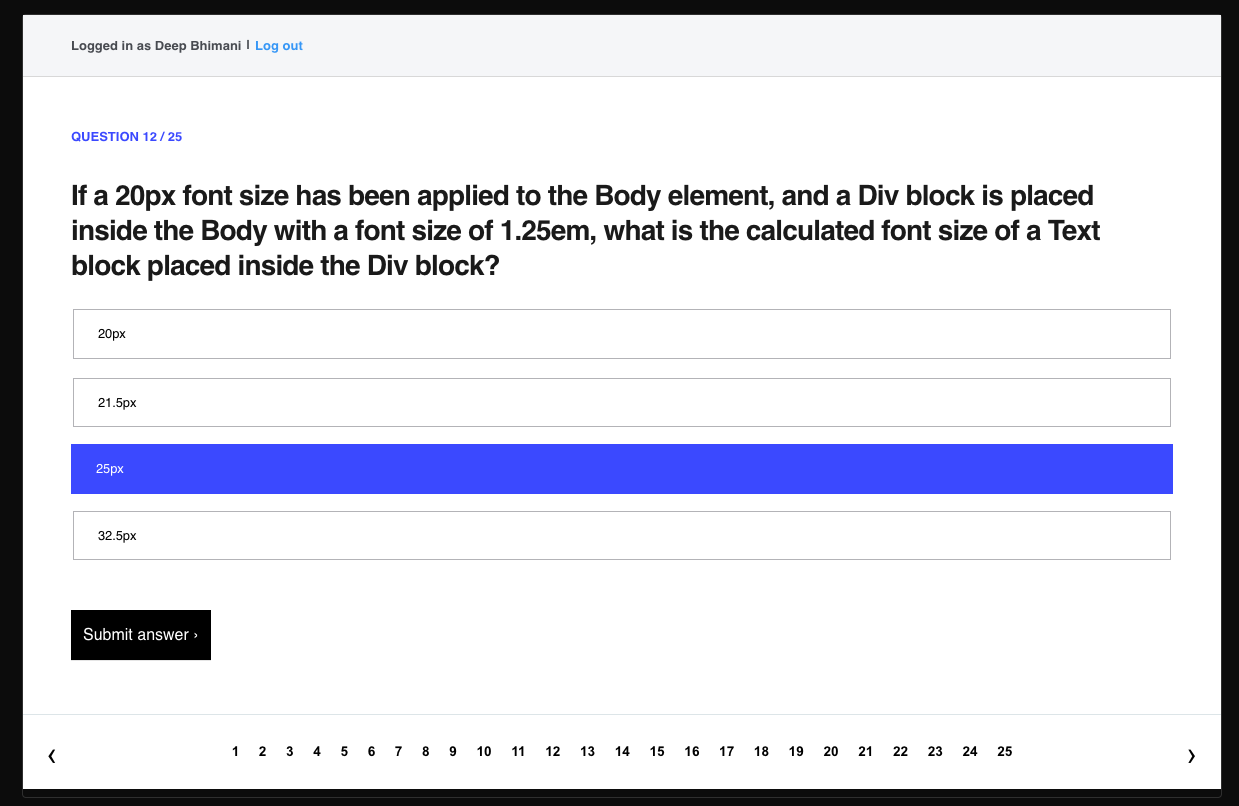 Logged in as Deep Bhimani | Log out
QUESTION 12 / 25
If a 20px font size has been applied to the Body element, and a Div block is placed
inside the Body with a font size of 1.25em, what is the calculated font size of a Text
block placed inside the Div block?
20px
21.5px
25px
32.5px
Submit answer ›
❮ 1 2 3 4 5 6 7 8 9 10 11 12 13 14 15 16 17 18 19 20 21 22 23 24 25 ❯